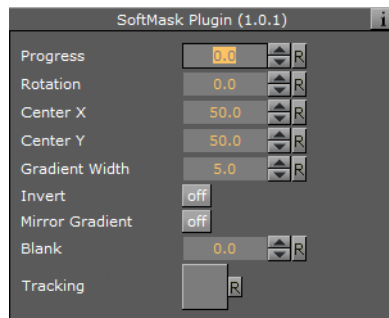 SoftMask Plugin (1.0.1) i
Progress 0.0 R
Rotation 0.0 R
Center X 50.0 R
Center Y 50.0 R
Gradient Width 5.0 R
Invert off
Mirror Gradient off
Blank 0.0 R
Tracking R